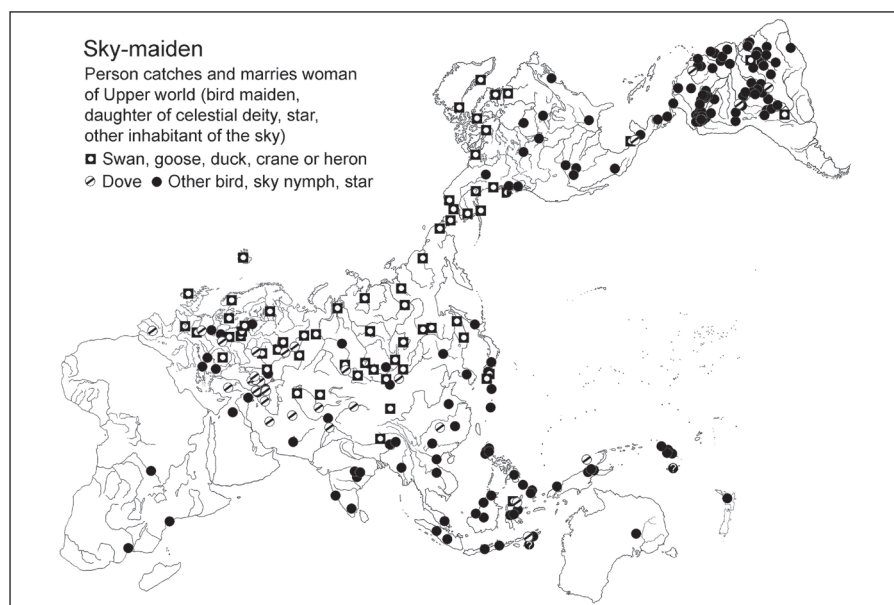 Sky-maiden
Person catches and marries woman
of Upper world (bird maiden,
daughter of celestial deity, star,
other inhabitant of the sky)
Swan, goose, duck, crane or heron
Dove Other bird, sky nymph, star